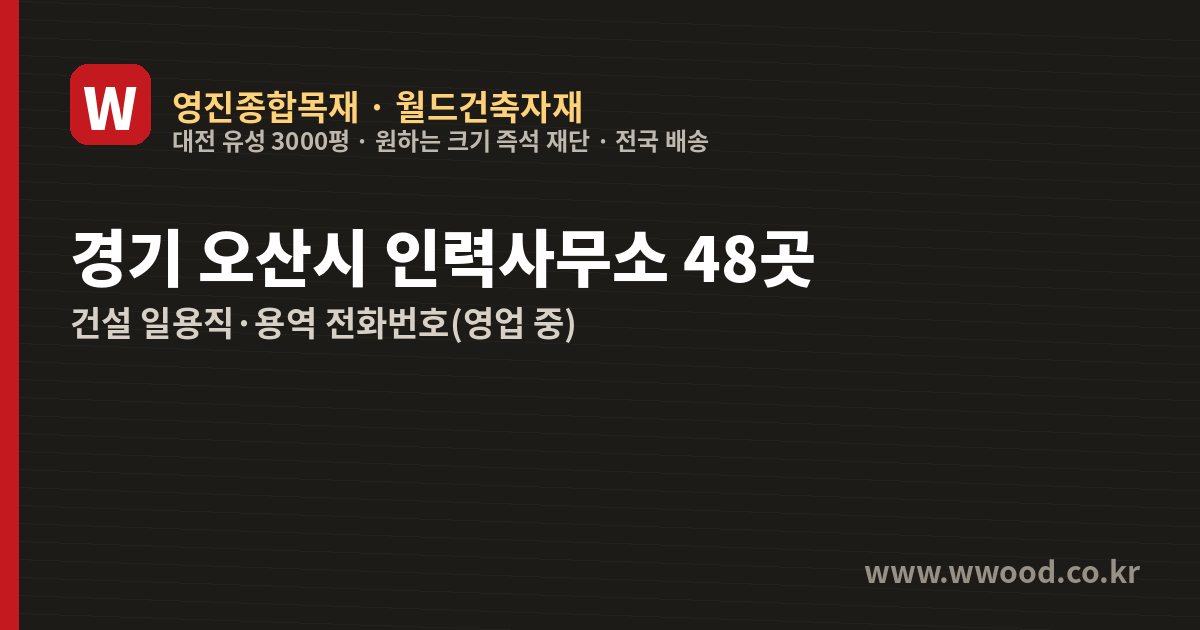 W
영진종합목재 · 월드건축자재
대전 유성 3000평 · 원하는 크기 즉석 재단 · 전국 배송
경기 오산시 인력사무소 48곳
건설 일용직·용역 전화번호(영업 중)
www.wwood.co.kr